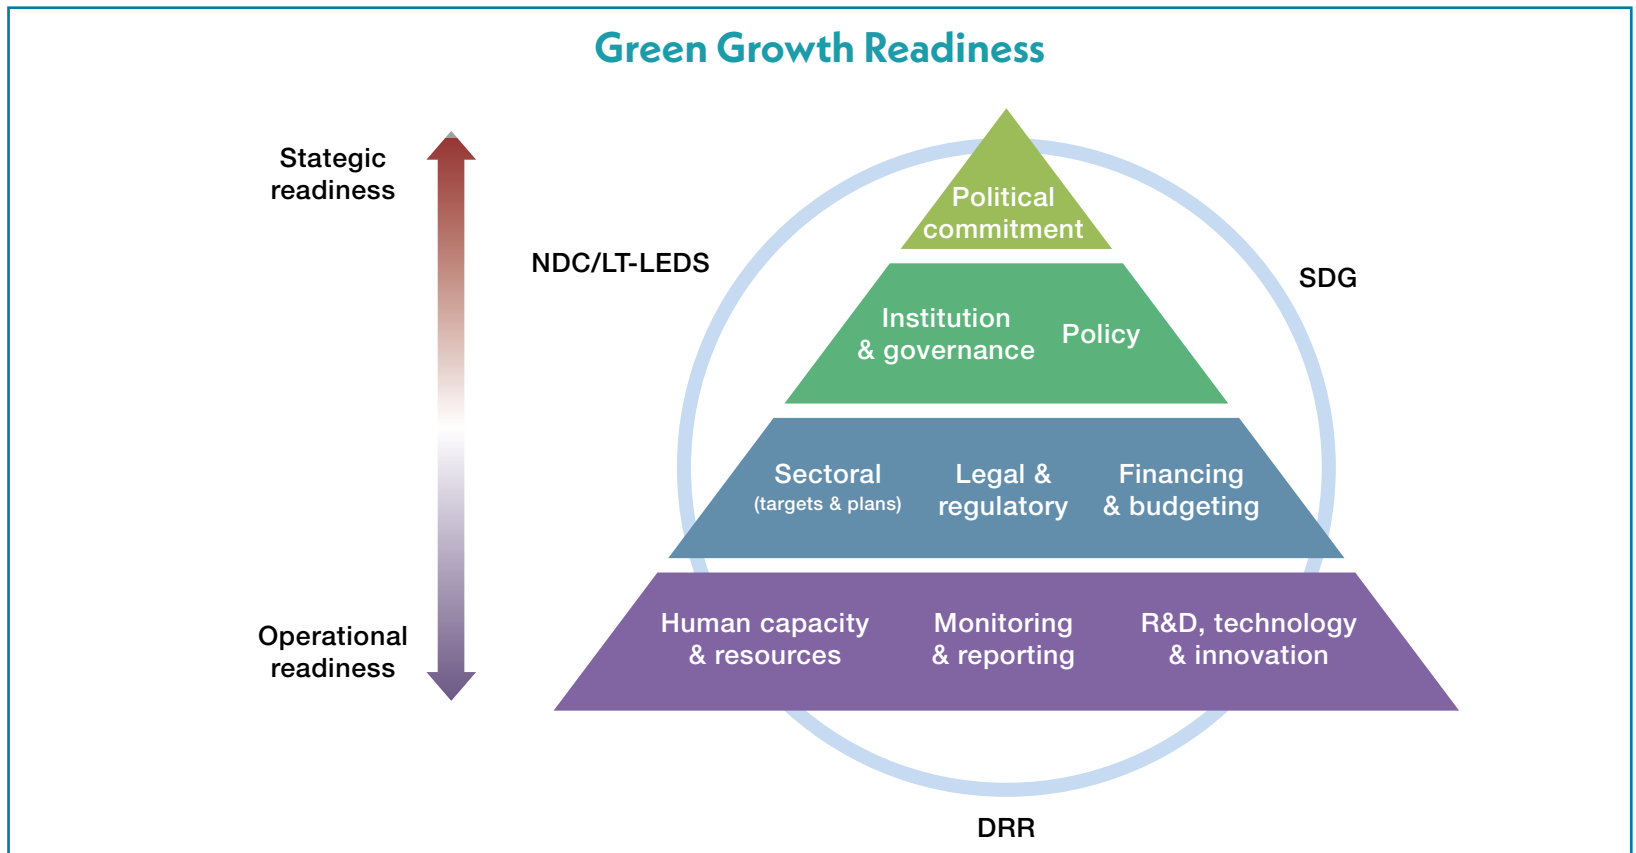 Green Growth Readiness
Stategic
readiness
NDC/LT-LEDS
SDG
Political
commitment
Institution
& governance
Policy
Sectoral
(targets & plans)
Legal &
regulatory
Financing
& budgeting
Operational
readiness
Human capacity
& resources
Monitoring
& reporting
R&D, technology
& innovation
DRR